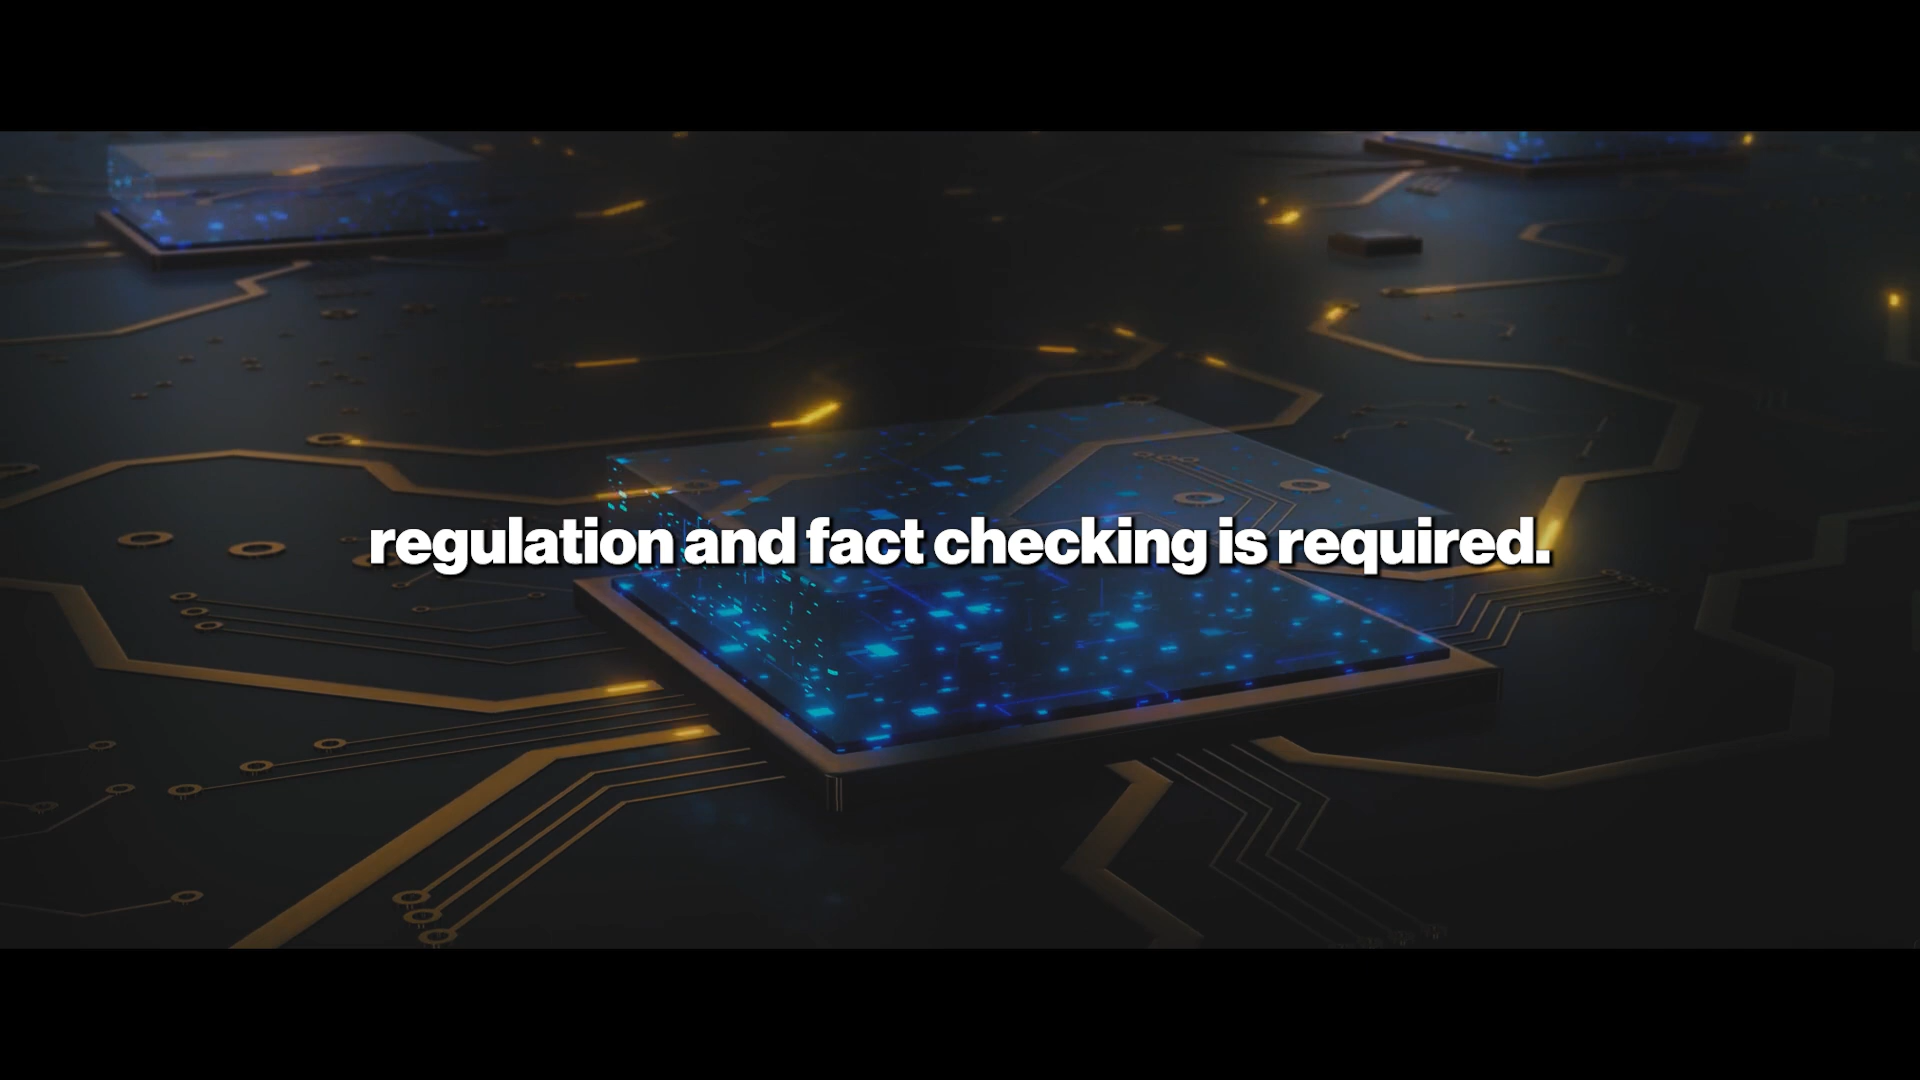 regulation and fact checking is required.